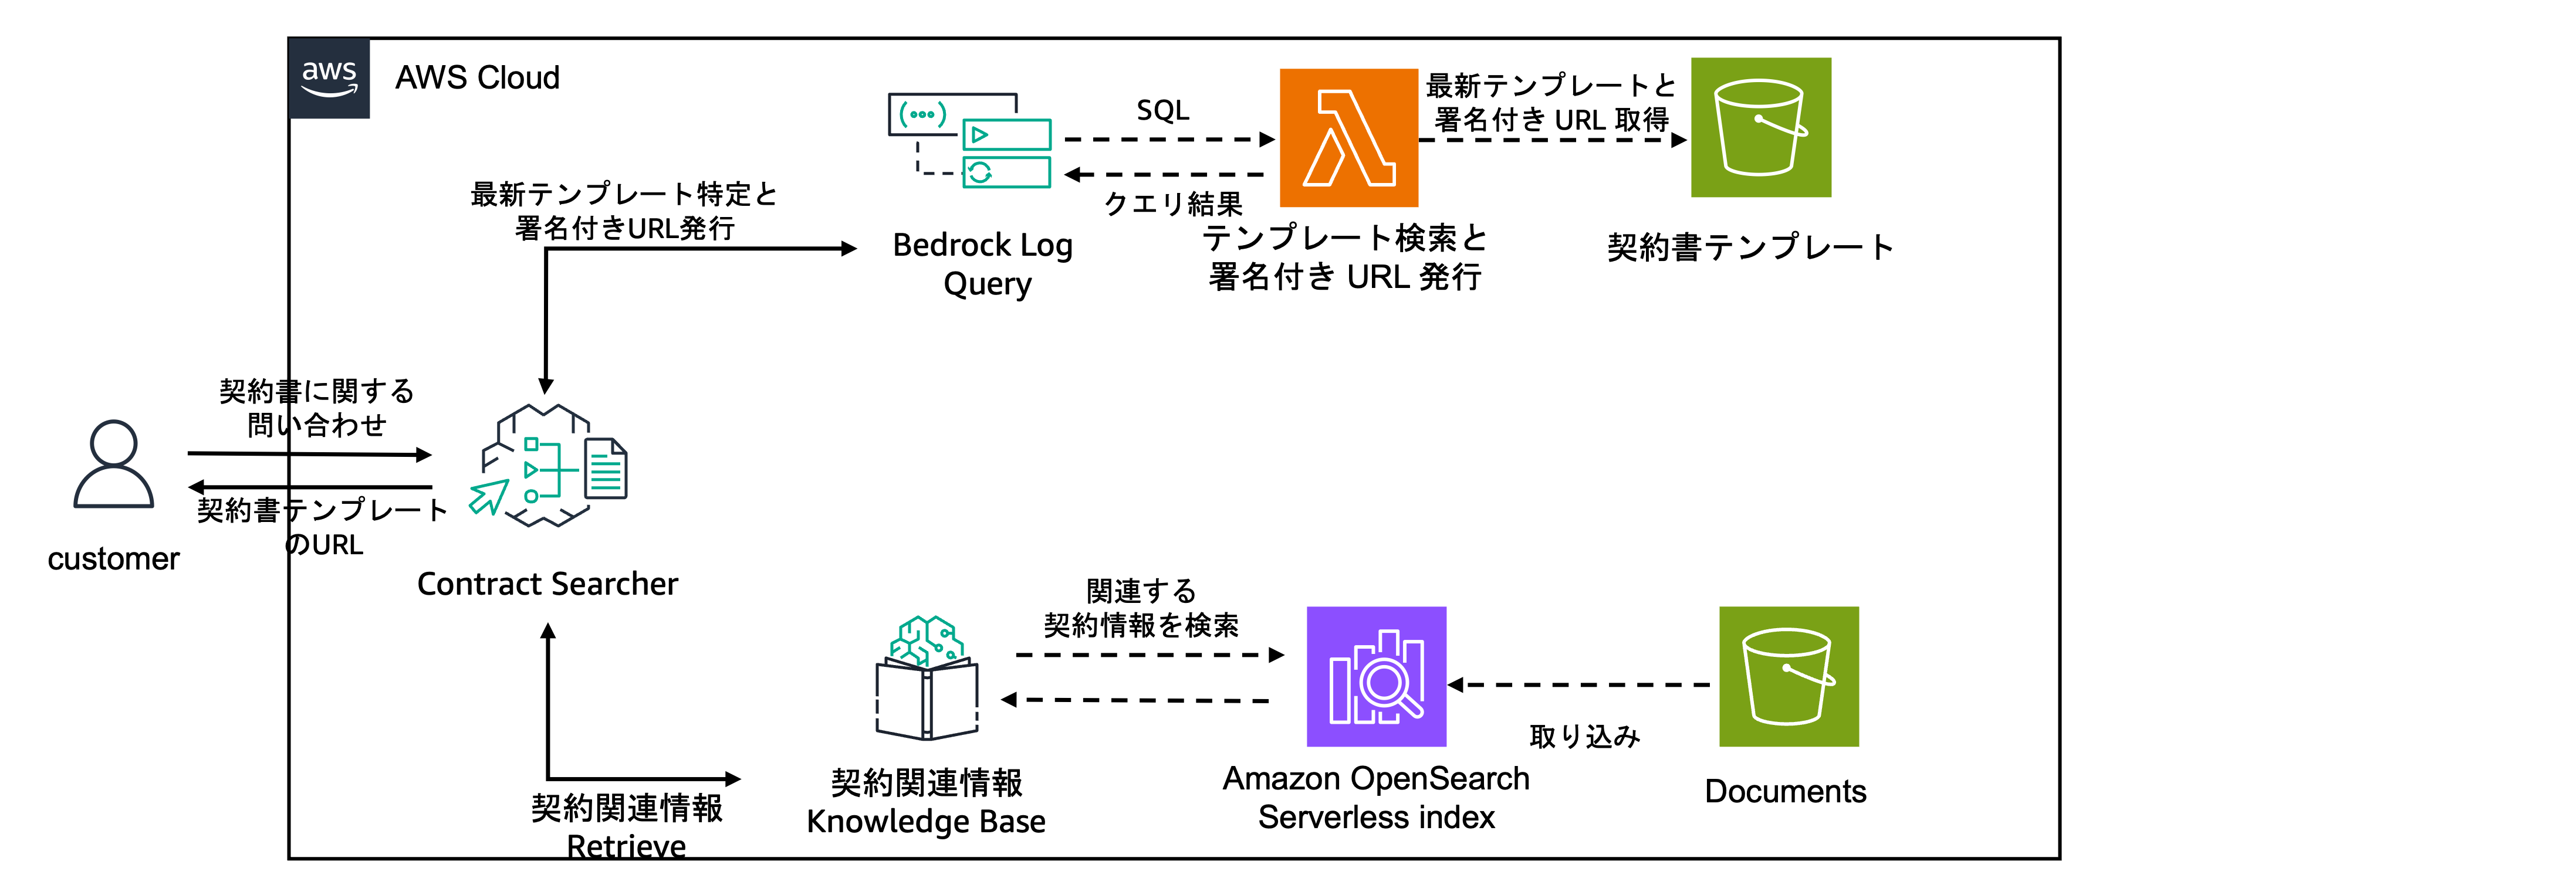 aws
AWS Cloud
SQL
クエリ結果
最新テンプレートと
署名付き URL 取得
最新テンプレート特定と
署名付きURL発行
Bedrock Log
Query
テンプレート検索と
署名付き URL 発行
契約書テンプレート
契約書に関する
問い合わせ
契約書テンプレート
のURL
customer
Contract Searcher
関連する
契約情報を検索
取り込み
契約関連情報
Retrieve
契約関連情報
Knowledge Base
Amazon OpenSearch
Serverless index
Documents